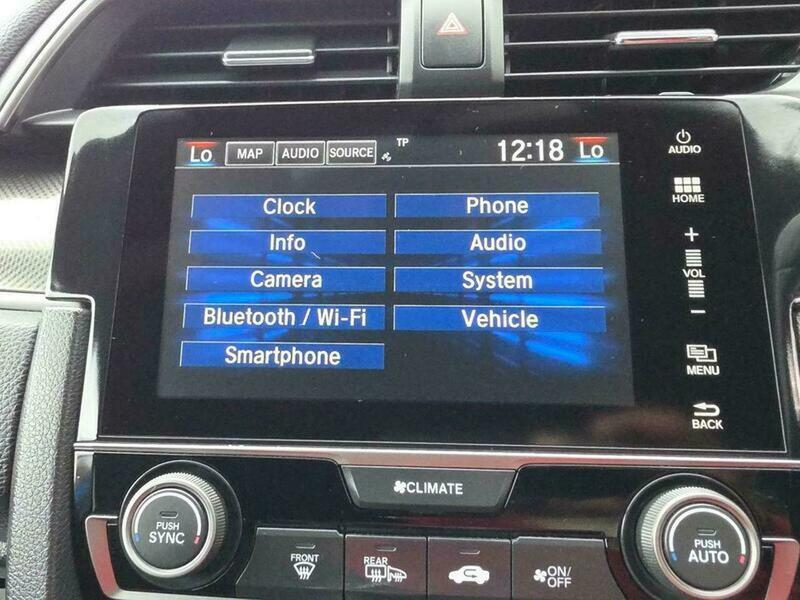 Lo MAP AUDIO SOURCE TP 12:18 Lo
AUDIO
HOME
Clock Phone
Info Audio
Camera System
Bluetooth / Wi-Fi Vehicle
Smartphone
+
VOL
−
MENU
BACK
CLIMATE
PUSH
SYNC
FRONT
REAR
ON/
OFF
PUSH
AUTO